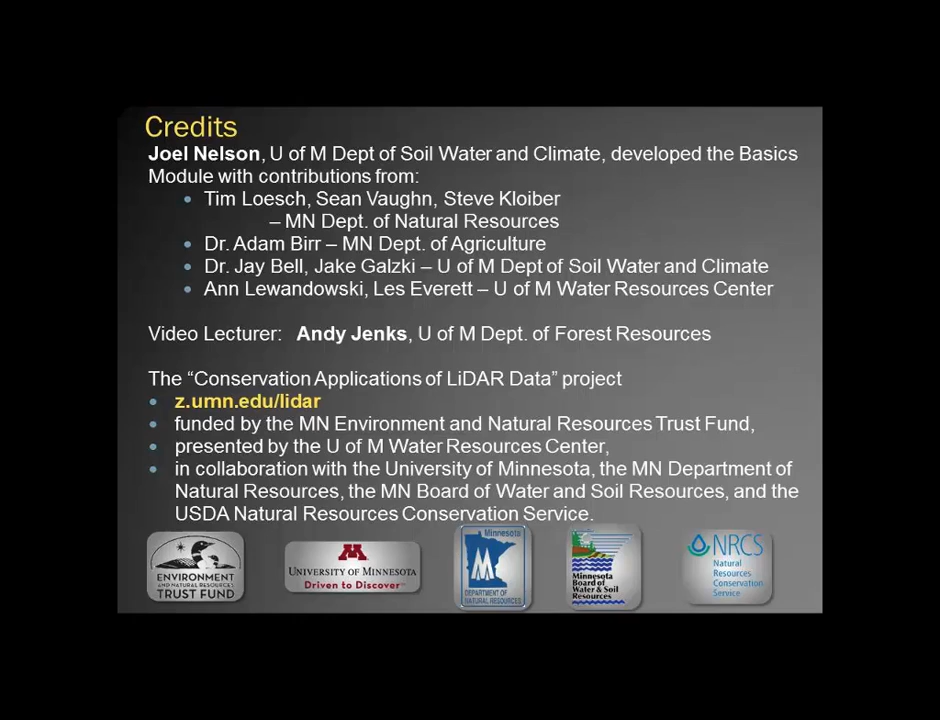 Credits
Joel Nelson, U of M Dept of Soil Water and Climate, developed the Basics
Module with contributions from:
• Tim Loesch, Sean Vaughn, Steve Kloiber
– MN Dept. of Natural Resources
• Dr. Adam Birr – MN Dept. of Agriculture
• Dr. Jay Bell, Jake Galzki – U of M Dept of Soil Water and Climate
• Ann Lewandowski, Les Everett – U of M Water Resources Center
Video Lecturer: Andy Jenks, U of M Dept. of Forest Resources
The “Conservation Applications of LiDAR Data” project
• z.umn.edu/lidar
• funded by the MN Environment and Natural Resources Trust Fund,
• presented by the U of M Water Resources Center,
• in collaboration with the University of Minnesota, the MN Department of
Natural Resources, the MN Board of Water and Soil Resources, and the
USDA Natural Resources Conservation Service.
ENVIRONMENT
AND NATURAL RESOURCES
TRUST FUND
M
UNIVERSITY OF MINNESOTA
Driven to Discover
Minnesota
M
DEPARTMENT OF
NATURAL RESOURCES
Minnesota
Board of
Water & Soil
Resources
NRCS
Natural
Resources
Conservation
Service